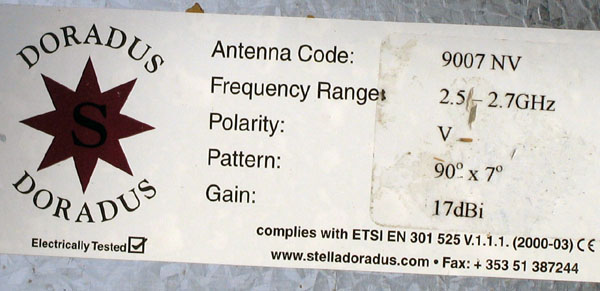 DORADUS
S
DORADUS
Electrically Tested
Antenna Code: 9007 NV
Frequency Range: 2.5 - 2.7GHz
Polarity: V
Pattern: 90° x 7°
Gain: 17dBi
complies with ETSI EN 301 525 V.1.1.1. (2000-03) CE
www.stelladoradus.com • Fax: + 353 51 387244